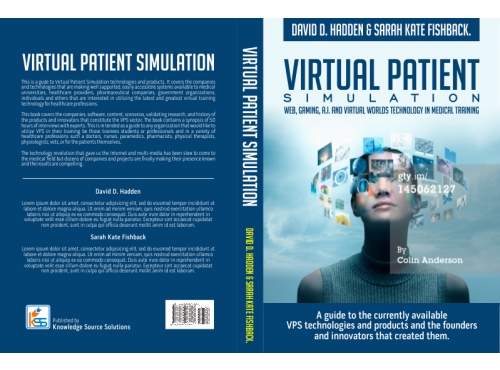 VIRTUAL PATIENT SIMULATION
This is a guide to Virtual Patient Simulation technologies and products. It covers the companies
and technologies that are making well supported, easily accessible systems available to medical
universities, healthcare providers, pharmaceutical companies, government organizations,
individuals and others that are interested in utilising the latest and greatest virtual training
technology for healthcare professions.
This book covers the companies, software, content, scenarios, validating research, and history of
the products and innovators that constitute the VPS sector. The book contains a synopsis of 50
hours of interviews with experts. This is intended as a guide to any organization that would like to
utilize VPS in their training be those trainees students or professionals and in a variety of
healthcare professions such a doctors, nurses, paramedics, pharmacists, physical therapists,
physiologists, vets, or for the patients themselves.
The technology revolution that gave us the Internet and multi-media has been slow to come to
the medical field but dozens of companies and projects are finally making their presence known
and the results are compelling.
David D. Hadden
Lorem ipsum dolor sit amet, consectetur adipisicing elit, sed do eiusmod tempor incididunt ut
labore et dolore magna aliqua. Ut enim ad minim veniam, quis nostrud exercitation ullamco
laboris nisi ut aliquip ex ea commodo consequat. Duis aute irure dolor in reprehenderit in
voluptate velit esse cillum dolore eu fugiat nulla pariatur. Excepteur sint occaecat cupidatat
non proident, sunt in culpa qui officia deserunt mollit anim id est laborum.
Sarah Kate Fishback
Lorem ipsum dolor sit amet, consectetur adipisicing elit, sed do eiusmod tempor incididunt ut
labore et dolore magna aliqua. Ut enim ad minim veniam, quis nostrud exercitation ullamco
laboris nisi ut aliquip ex ea commodo consequat. Duis aute irure dolor in reprehenderit in
voluptate velit esse cillum dolore eu fugiat nulla pariatur. Excepteur sint occaecat cupidatat
non proident, sunt in culpa qui officia deserunt mollit anim id est laborum.
KSS
Published by
Knowledge Source Solutions
VIRTUAL PATIENT SIMULATION
DAVID D. HADDEN & SARAH KATE FISHBACK.
DAVID D. HADDEN & SARAH KATE FISHBACK.
VIRTUAL PATIENT
SIMULATION
WEB, GAMING, A.I. AND VIRTUAL WORLDS TECHNOLOGY IN MEDICAL TRAINING
gty.im/
145062127
By
Colin Anderson
A guide to the currently available
VPS technologies and products and the founders
and innovators that created them.